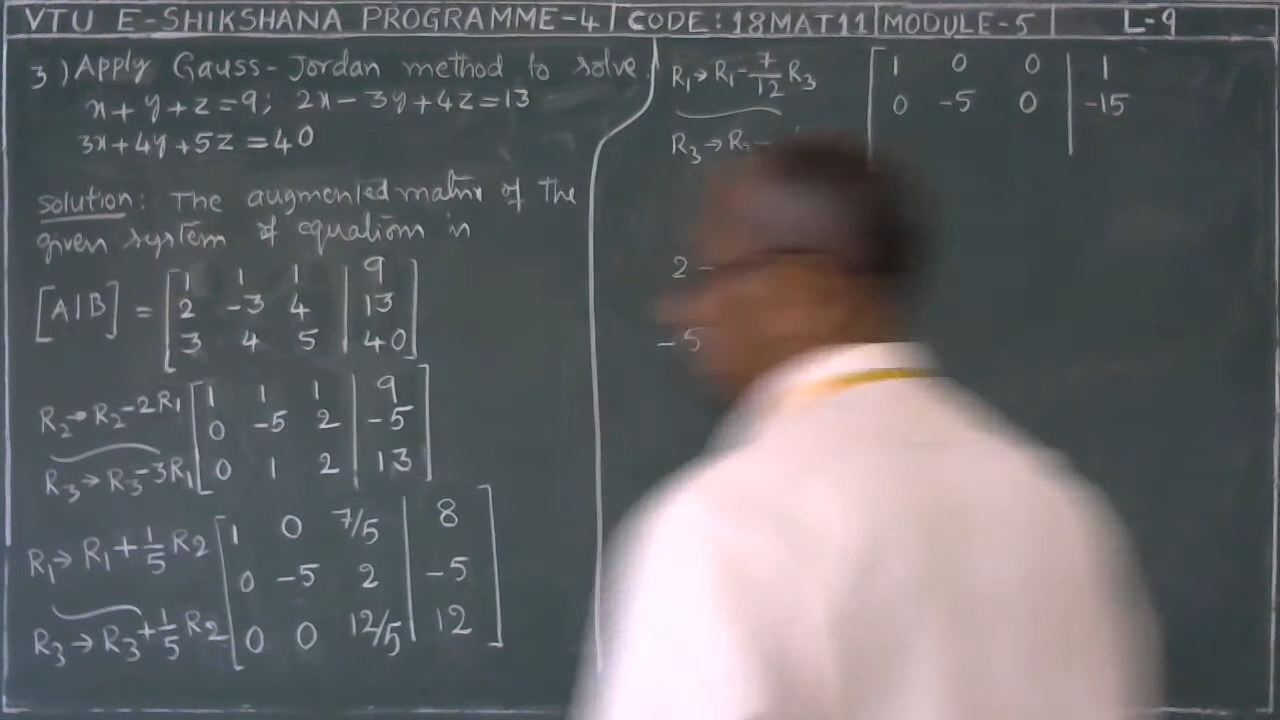 VTU E-SHIKSHANA PROGRAMME-4 | CODE: 18MAT11 | MODULE-5 | L-9
3) Apply Gauss-Jordan method to solve.
x+y+z=9; 2x-3y+4z=13
3x+4y+5z=40
solution: The augmented matrix of the
given system of equation is
[A|B] = [1 1 1 | 9
2 -3 4 | 13
3 4 5 | 40]
R2→R2-2R1 [1 1 1 | 9
0 -5 2 | -5
R3→R3-3R1 0 1 2 | 13]
R1→R1+1/5 R2 [1 0 7/5 | 8
0 -5 2 | -5
R3→R3+1/5 R2 0 0 12/5 | 12]
R1→R1-7/12 R3 [1 0 0 | 1
0 -5 0 | -15
R3→
2-
-5